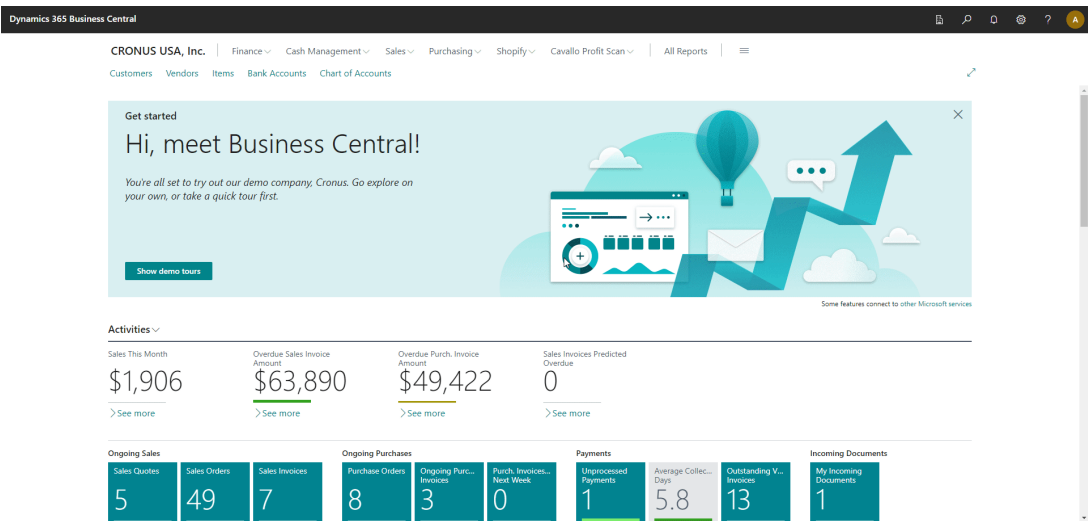 Dynamics 365 Business Central
A
CRONUS USA, Inc. Finance Cash Management Sales Purchasing Shopify Cavallo Profit Scan All Reports
Customers Vendors Items Bank Accounts Chart of Accounts
Get started
Hi, meet Business Central!
You're all set to try out our demo company, Cronus. Go explore on
your own, or take a quick tour first.
Show demo tours
Some features connect to other Microsoft services
Activities
Sales This Month
$1,906
See more
Overdue Sales Invoice
Amount
$63,890
See more
Overdue Purch. Invoice
Amount
$49,422
See more
Sales Invoices Predicted
Overdue
0
See more
Ongoing Sales
Sales Quotes
5
Sales Orders
49
Sales Invoices
7
Ongoing Purchases
Purchase Orders
8
Ongoing Purc...
Invoices
3
Purch. Invoices...
Next Week
0
Payments
Unprocessed
Payments
1
Average Collec...
Days
5.8
Outstanding V...
Invoices
13
Incoming Documents
My Incoming
Documents
1